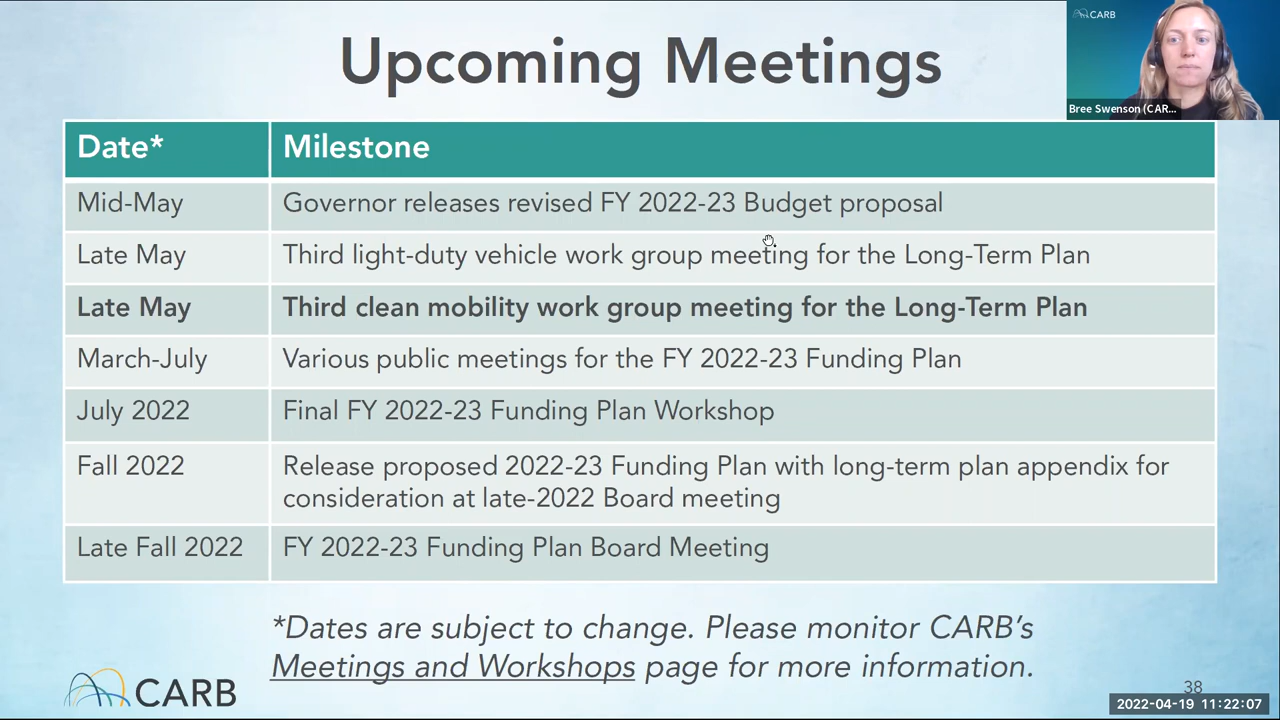 Upcoming Meetings
CARB
Bree Swenson (CAR...
Date* Milestone
Mid-May Governor releases revised FY 2022-23 Budget proposal
Late May Third light-duty vehicle work group meeting for the Long-Term Plan
Late May Third clean mobility work group meeting for the Long-Term Plan
March-July Various public meetings for the FY 2022-23 Funding Plan
July 2022 Final FY 2022-23 Funding Plan Workshop
Fall 2022 Release proposed 2022-23 Funding Plan with long-term plan appendix for
consideration at late-2022 Board meeting
Late Fall 2022 FY 2022-23 Funding Plan Board Meeting
*Dates are subject to change. Please monitor CARB's
Meetings and Workshops page for more information.
CARB
38
2022-04-19 11:22:07